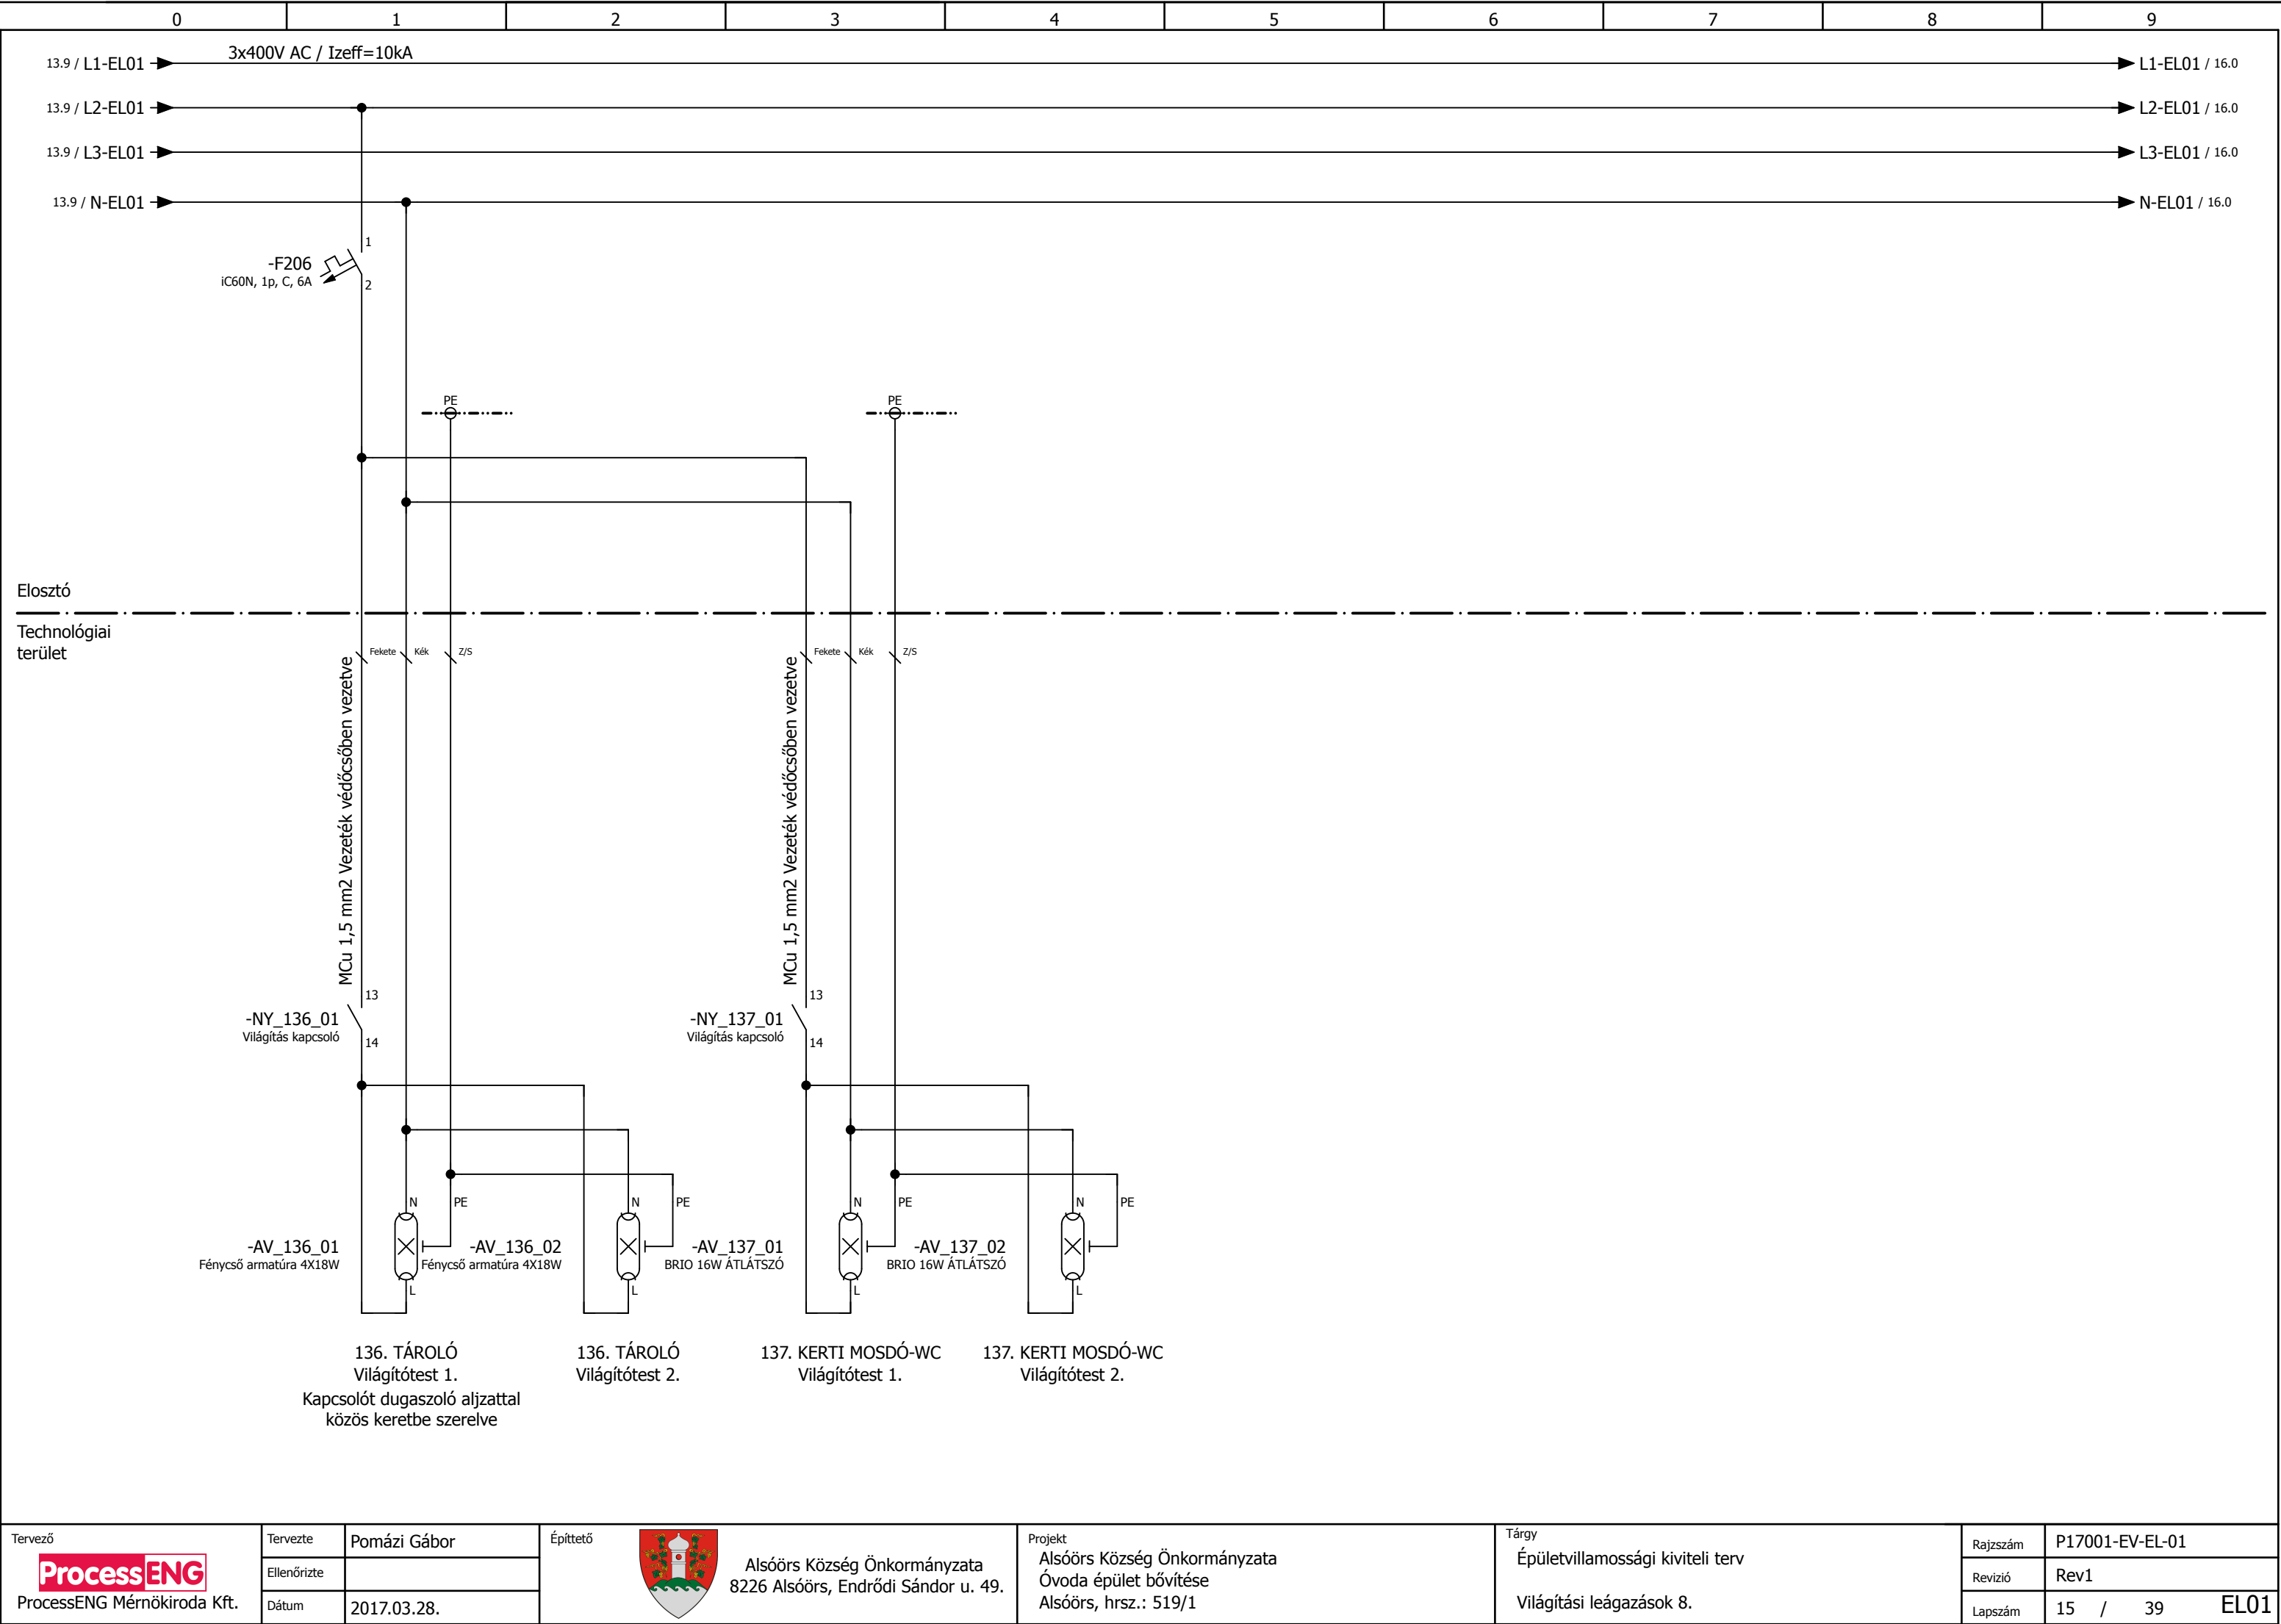 0 1 2 3 4 5 6 7 8 9
3x400V AC / Izeff=10kA
13.9 / L1-EL01
L1-EL01 / 16.0
13.9 / L2-EL01
L2-EL01 / 16.0
13.9 / L3-EL01
L3-EL01 / 16.0
13.9 / N-EL01
N-EL01 / 16.0
1
-F206
iC60N, 1p, C, 6A
2
PE
PE
Elosztó
Technológiai
terület
Fekete Kék Z/S
Fekete Kék Z/S
MCu 1,5 mm2 Vezeték védőcsőben vezetve
MCu 1,5 mm2 Vezeték védőcsőben vezetve
13
-NY_136_01
Világítás kapcsoló
14
13
-NY_137_01
Világítás kapcsoló
14
N PE
N PE
N PE
N PE
-AV_136_01
Fénycső armatúra 4X18W
L
-AV_136_02
Fénycső armatúra 4X18W
L
-AV_137_01
BRIO 16W ÁTLÁTSZÓ
L
-AV_137_02
BRIO 16W ÁTLÁTSZÓ
L
136. TÁROLÓ
Világítótest 1.
Kapcsolót dugaszoló aljzattal
közös keretbe szerelve
136. TÁROLÓ
Világítótest 2.
137. KERTI MOSDÓ-WC
Világítótest 1.
137. KERTI MOSDÓ-WC
Világítótest 2.
Tervező
ProcessENG
ProcessENG Mérnökiroda Kft.
Tervezte Pomázi Gábor
Ellenőrizte
Dátum 2017.03.28.
Építtető
Alsóörs Község Önkormányzata
8226 Alsóörs, Endrődi Sándor u. 49.
Projekt
Alsóörs Község Önkormányzata
Óvoda épület bővítése
Alsóörs, hrsz.: 519/1
Tárgy
Épületvillamossági kiviteli terv
Világítási leágazások 8.
Rajzszám P17001-EV-EL-01
Revizió Rev1
Lapszám 15 / 39 EL01